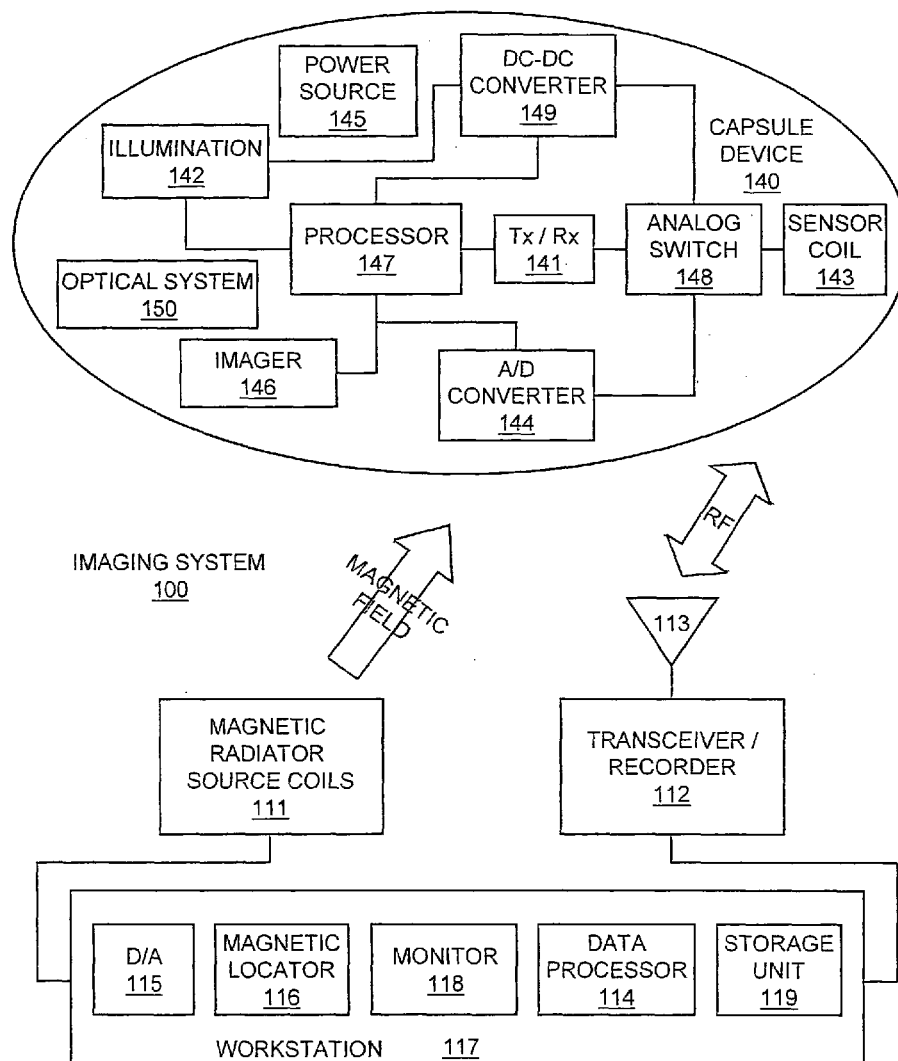 POWER
SOURCE
145
DC-DC
CONVERTER
149
ILLUMINATION
142
CAPSULE
DEVICE
140
PROCESSOR
147
Tx / Rx
141
ANALOG
SWITCH
148
SENSOR
COIL
143
OPTICAL SYSTEM
150
IMAGER
146
A/D
CONVERTER
144
IMAGING SYSTEM
100
MAGNETIC
FIELD
RF
113
MAGNETIC
RADIATOR
SOURCE COILS
111
TRANSCEIVER /
RECORDER
112
D/A
115
MAGNETIC
LOCATOR
116
MONITOR
118
DATA
PROCESSOR
114
STORAGE
UNIT
119
WORKSTATION 117